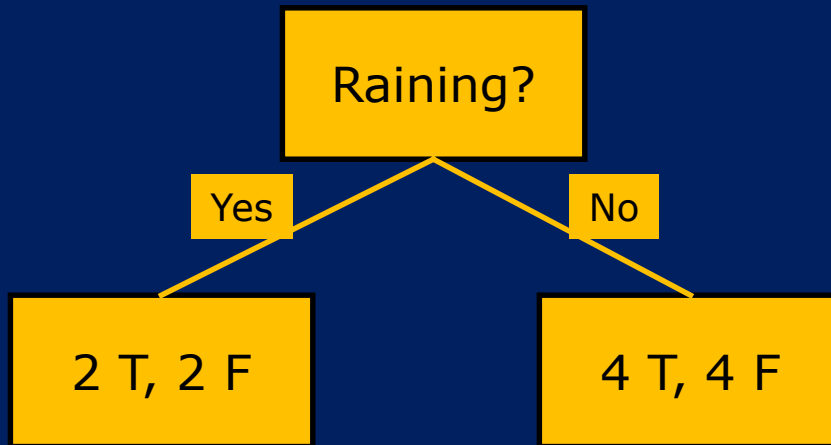 Raining?
Yes
No
2 T, 2 F
4 T, 4 F